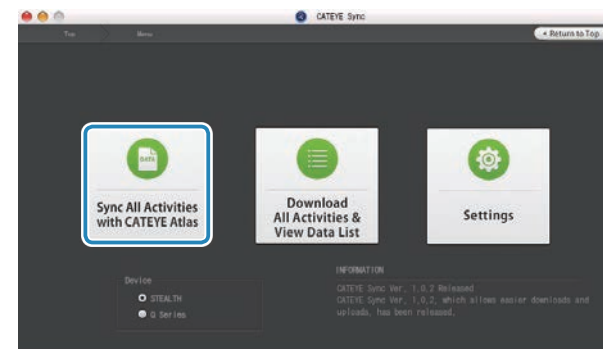 CATEYE Sync
Top
Menu
Return to Top
DATA
Sync All Activities
with CATEYE Atlas
Download
All Activities &
View Data List
Settings
Device
STEALTH
Q Series
INFORMATION
CATEYE Sync Ver, 1.0.2 Released
CATEYE Sync Ver, 1.0.2, which allows easier downloads and
uploads, has been released.